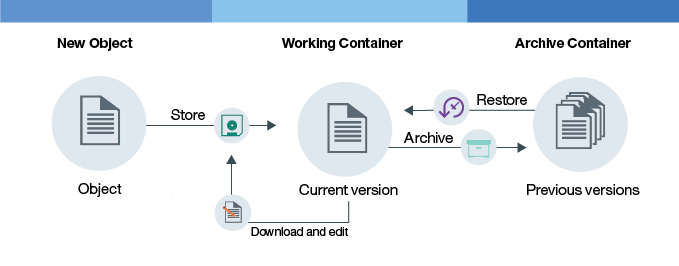 New Object
Working Container
Archive Container
Store
Restore
Archive
Object
Current version
Previous versions
Download and edit